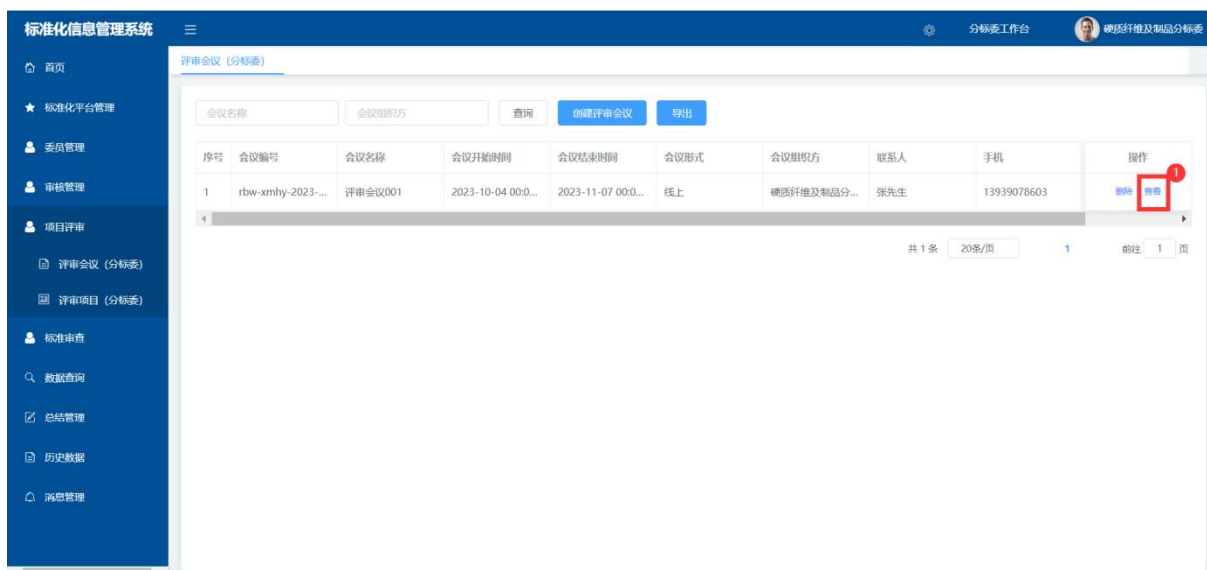 标准化信息管理系统
分标委工作台
硬质纤维及制品分标委
首页
标准化平台管理
委员管理
审核管理
项目评审
评审会议（分标委）
评审项目（分标委）
标准审查
数据查询
总结管理
历史数据
消息管理
评审会议（分标委）
会议名称 会议组织方 查询 创建评审会议 导出
序号 会议编号 会议名称 会议开始时间 会议结束时间 会议形式 会议组织方 联系人 手机 操作
1
1 rbw-xmhy-2023-... 评审会议001 2023-10-04 00:0... 2023-11-07 00:0... 线上 硬质纤维及制品分... 张先生 13939078603 删除 查看
共 1 条 20条/页 1 前往 1 页